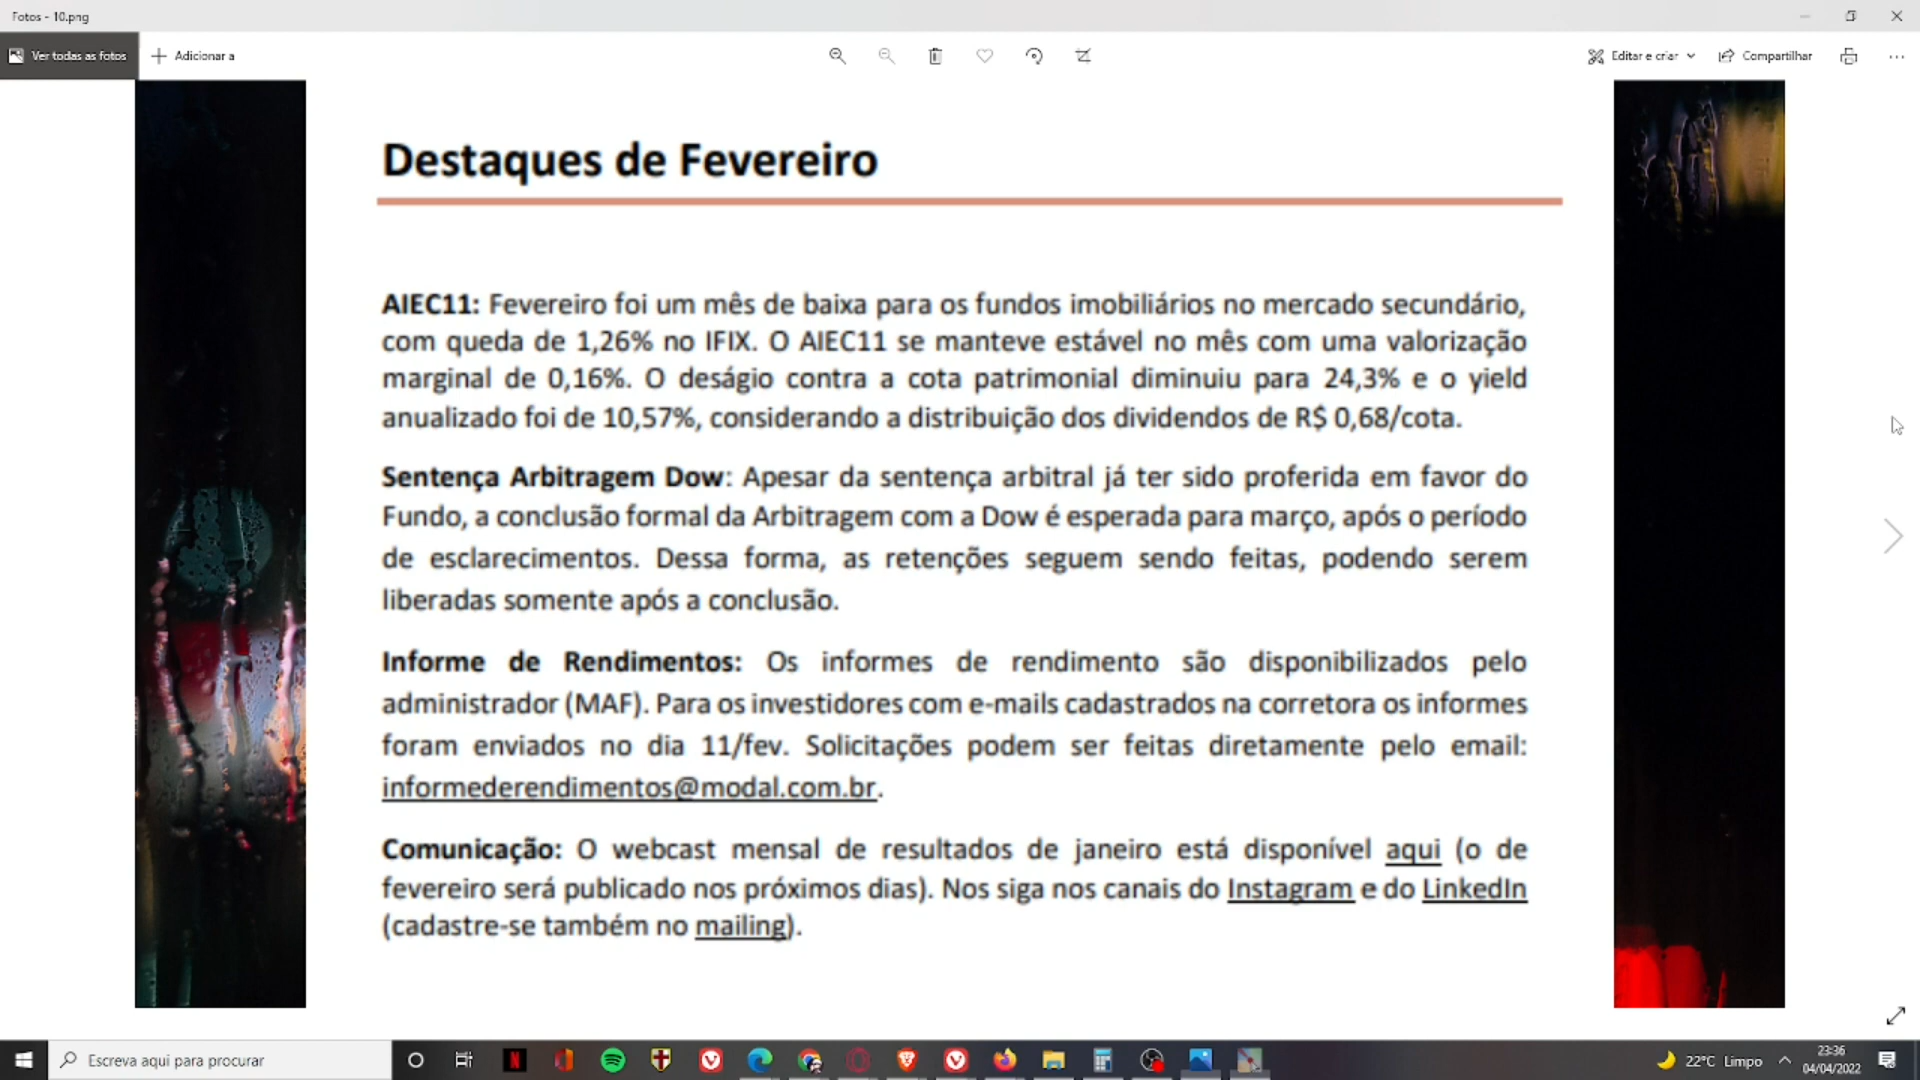 Fotos - 10.png
Ver todas as fotos
Adicionar a
Editar e criar
Compartilhar
Destaques de Fevereiro
AIEC11: Fevereiro foi um mês de baixa para os fundos imobiliários no mercado secundário,
com queda de 1,26% no IFIX. O AIEC11 se manteve estável no mês com uma valorização
marginal de 0,16%. O deságio contra a cota patrimonial diminuiu para 24,3% e o yield
anualizado foi de 10,57%, considerando a distribuição dos dividendos de R$ 0,68/cota.
Sentença Arbitragem Dow: Apesar da sentença arbitral já ter sido proferida em favor do
Fundo, a conclusão formal da Arbitragem com a Dow é esperada para março, após o período
de esclarecimentos. Dessa forma, as retenções seguem sendo feitas, podendo serem
liberadas somente após a conclusão.
Informe de Rendimentos: Os informes de rendimento são disponibilizados pelo
administrador (MAF). Para os investidores com e-mails cadastrados na corretora os informes
foram enviados no dia 11/fev. Solicitações podem ser feitas diretamente pelo email:
informederendimentos@modal.com.br.
Comunicação: O webcast mensal de resultados de janeiro está disponível aqui (o de
fevereiro será publicado nos próximos dias). Nos siga nos canais do Instagram e do LinkedIn
(cadastre-se também no mailing).
Escreva aqui para procurar
22°C Limpo
23:36
04/04/2022